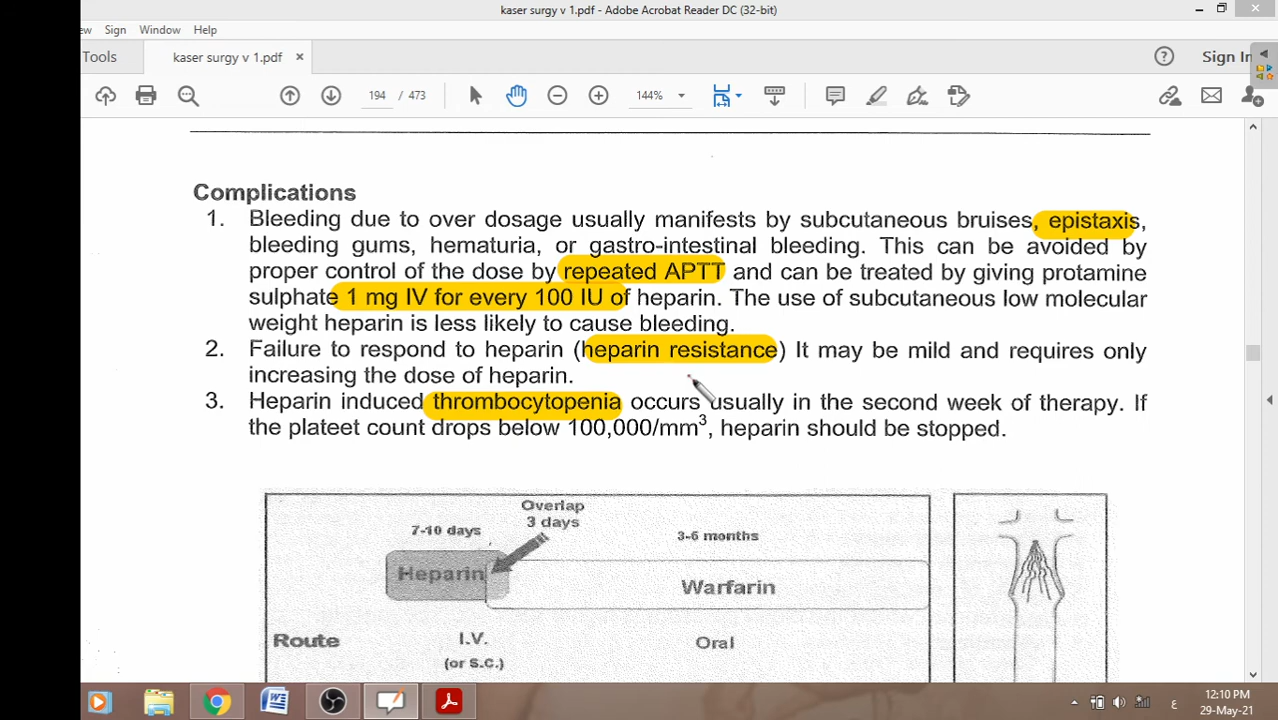 kaser surgy v 1.pdf - Adobe Acrobat Reader DC (32-bit)
ew Sign Window Help
Tools kaser surgy v 1.pdf × ? Sign In
194 / 473 144%
Complications
1. Bleeding due to over dosage usually manifests by subcutaneous bruises, epistaxis,
bleeding gums, hematuria, or gastro-intestinal bleeding. This can be avoided by
proper control of the dose by repeated APTT and can be treated by giving protamine
sulphate 1 mg IV for every 100 IU of heparin. The use of subcutaneous low molecular
weight heparin is less likely to cause bleeding.
2. Failure to respond to heparin (heparin resistance) It may be mild and requires only
increasing the dose of heparin.
3. Heparin induced thrombocytopenia occurs usually in the second week of therapy. If
the plateet count drops below 100,000/mm³, heparin should be stopped.
Overlap
3 days
7-10 days
3-6 months
Heparin
Warfarin
Route I.V. Oral
(or S.C.)
12:10 PM
ع
29-May-21